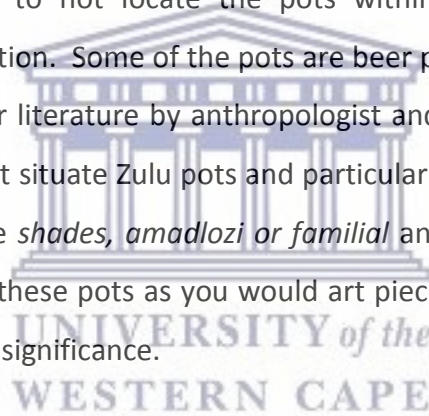 to not locate the pots within
tion. Some of the pots are beer p
r literature by anthropologist and
t situate Zulu pots and particular
e shades, amadlozi or familial an
these pots as you would art piec
UNIVERSITY of the
significance.
WESTERN CAPE